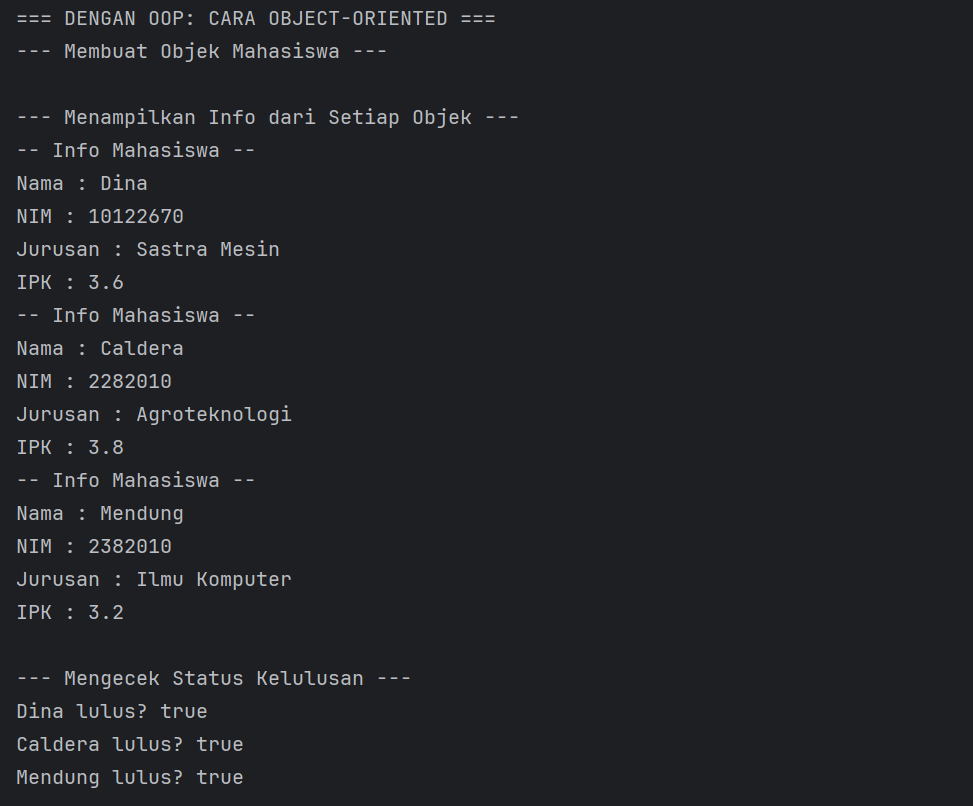 === DENGAN OOP: CARA OBJECT-ORIENTED ===
--- Membuat Objek Mahasiswa ---
--- Menampilkan Info dari Setiap Objek ---
-- Info Mahasiswa --
Nama : Dina
NIM : 10122670
Jurusan : Sastra Mesin
IPK : 3.6
-- Info Mahasiswa --
Nama : Caldera
NIM : 2282010
Jurusan : Agroteknologi
IPK : 3.8
-- Info Mahasiswa --
Nama : Mendung
NIM : 2382010
Jurusan : Ilmu Komputer
IPK : 3.2
--- Mengecek Status Kelulusan ---
Dina lulus? true
Caldera lulus? true
Mendung lulus? true